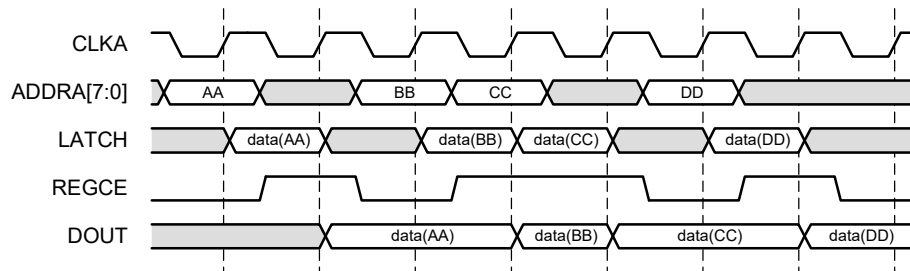 CLKA
ADDRA[7:0] AA BB CC DD
LATCH data(AA) data(BB) data(CC) data(DD)
REGCE
DOUT data(AA) data(BB) data(CC) data(DD)